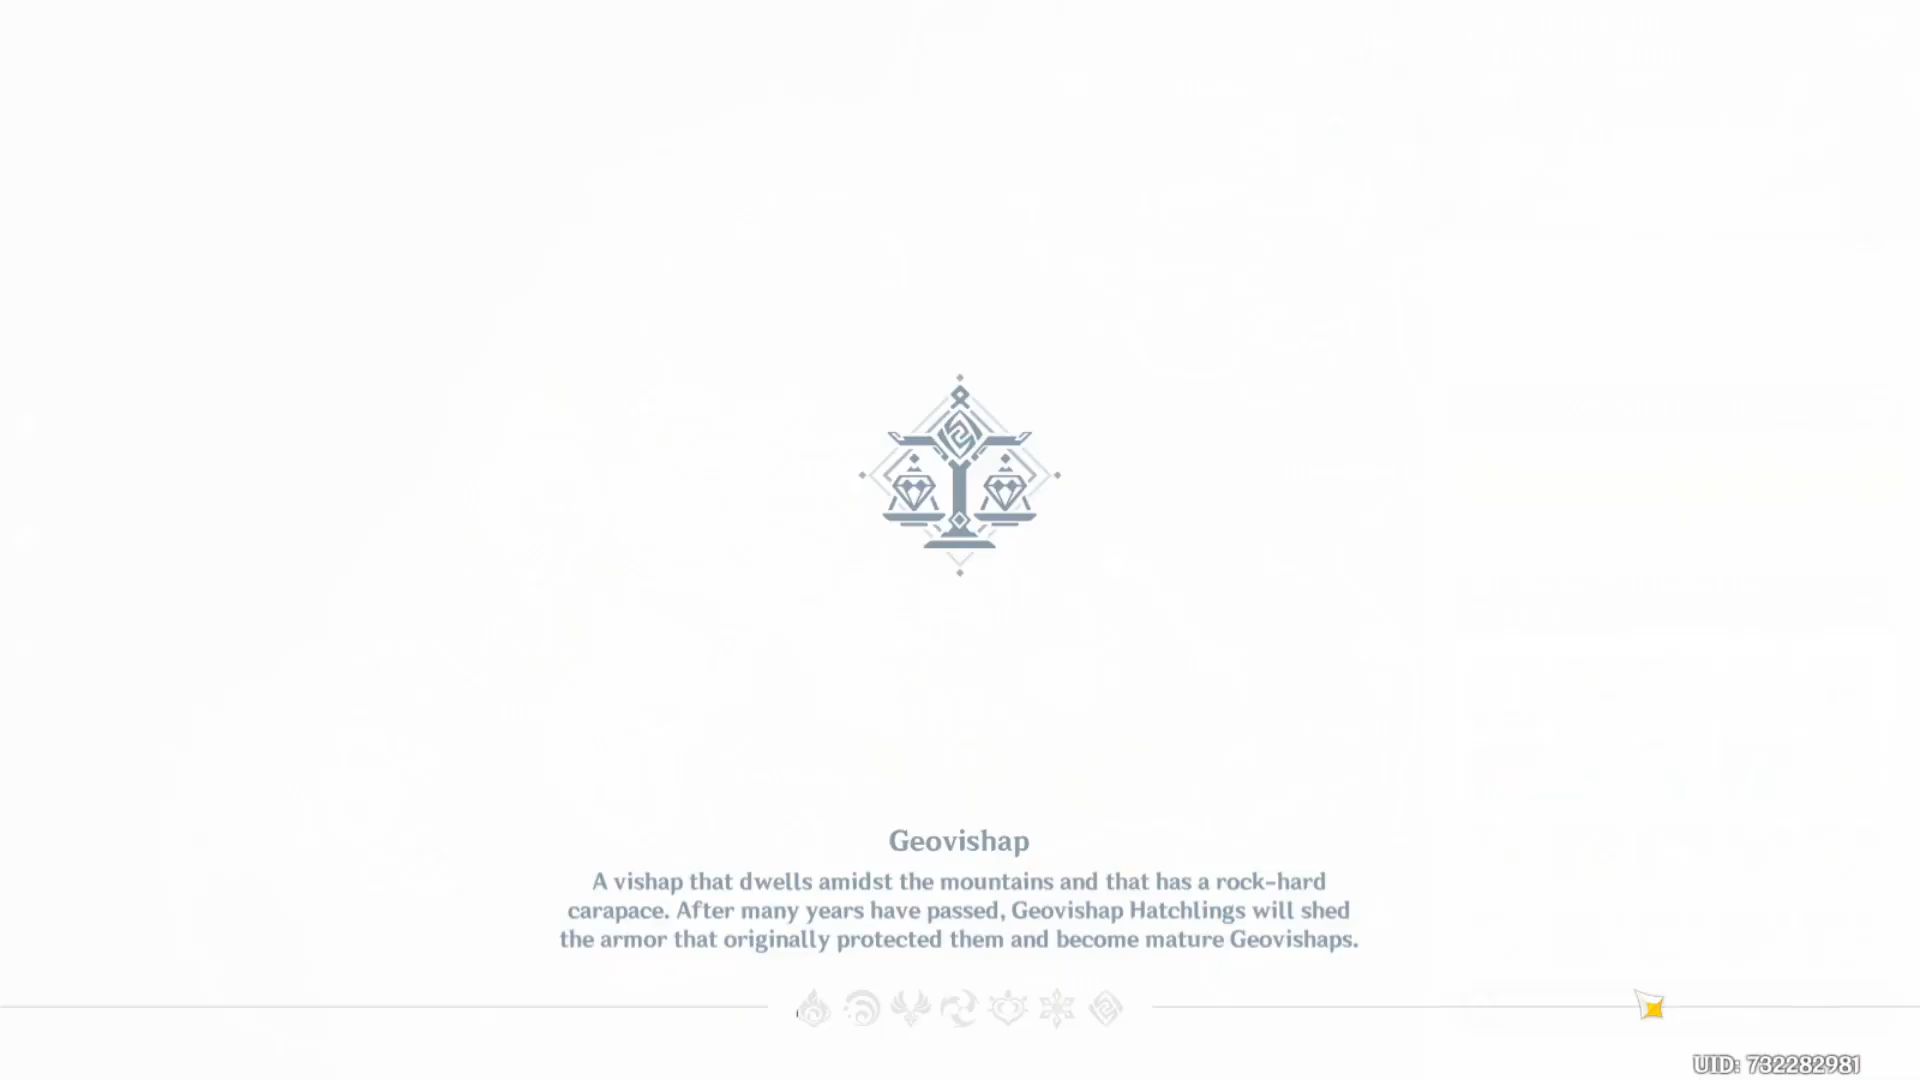 Geovishap
A vishap that dwells amidst the mountains and that has a rock-hard
carapace. After many years have passed, Geovishap Hatchlings will shed
the armor that originally protected them and become mature Geovishaps.
UID: 732282981